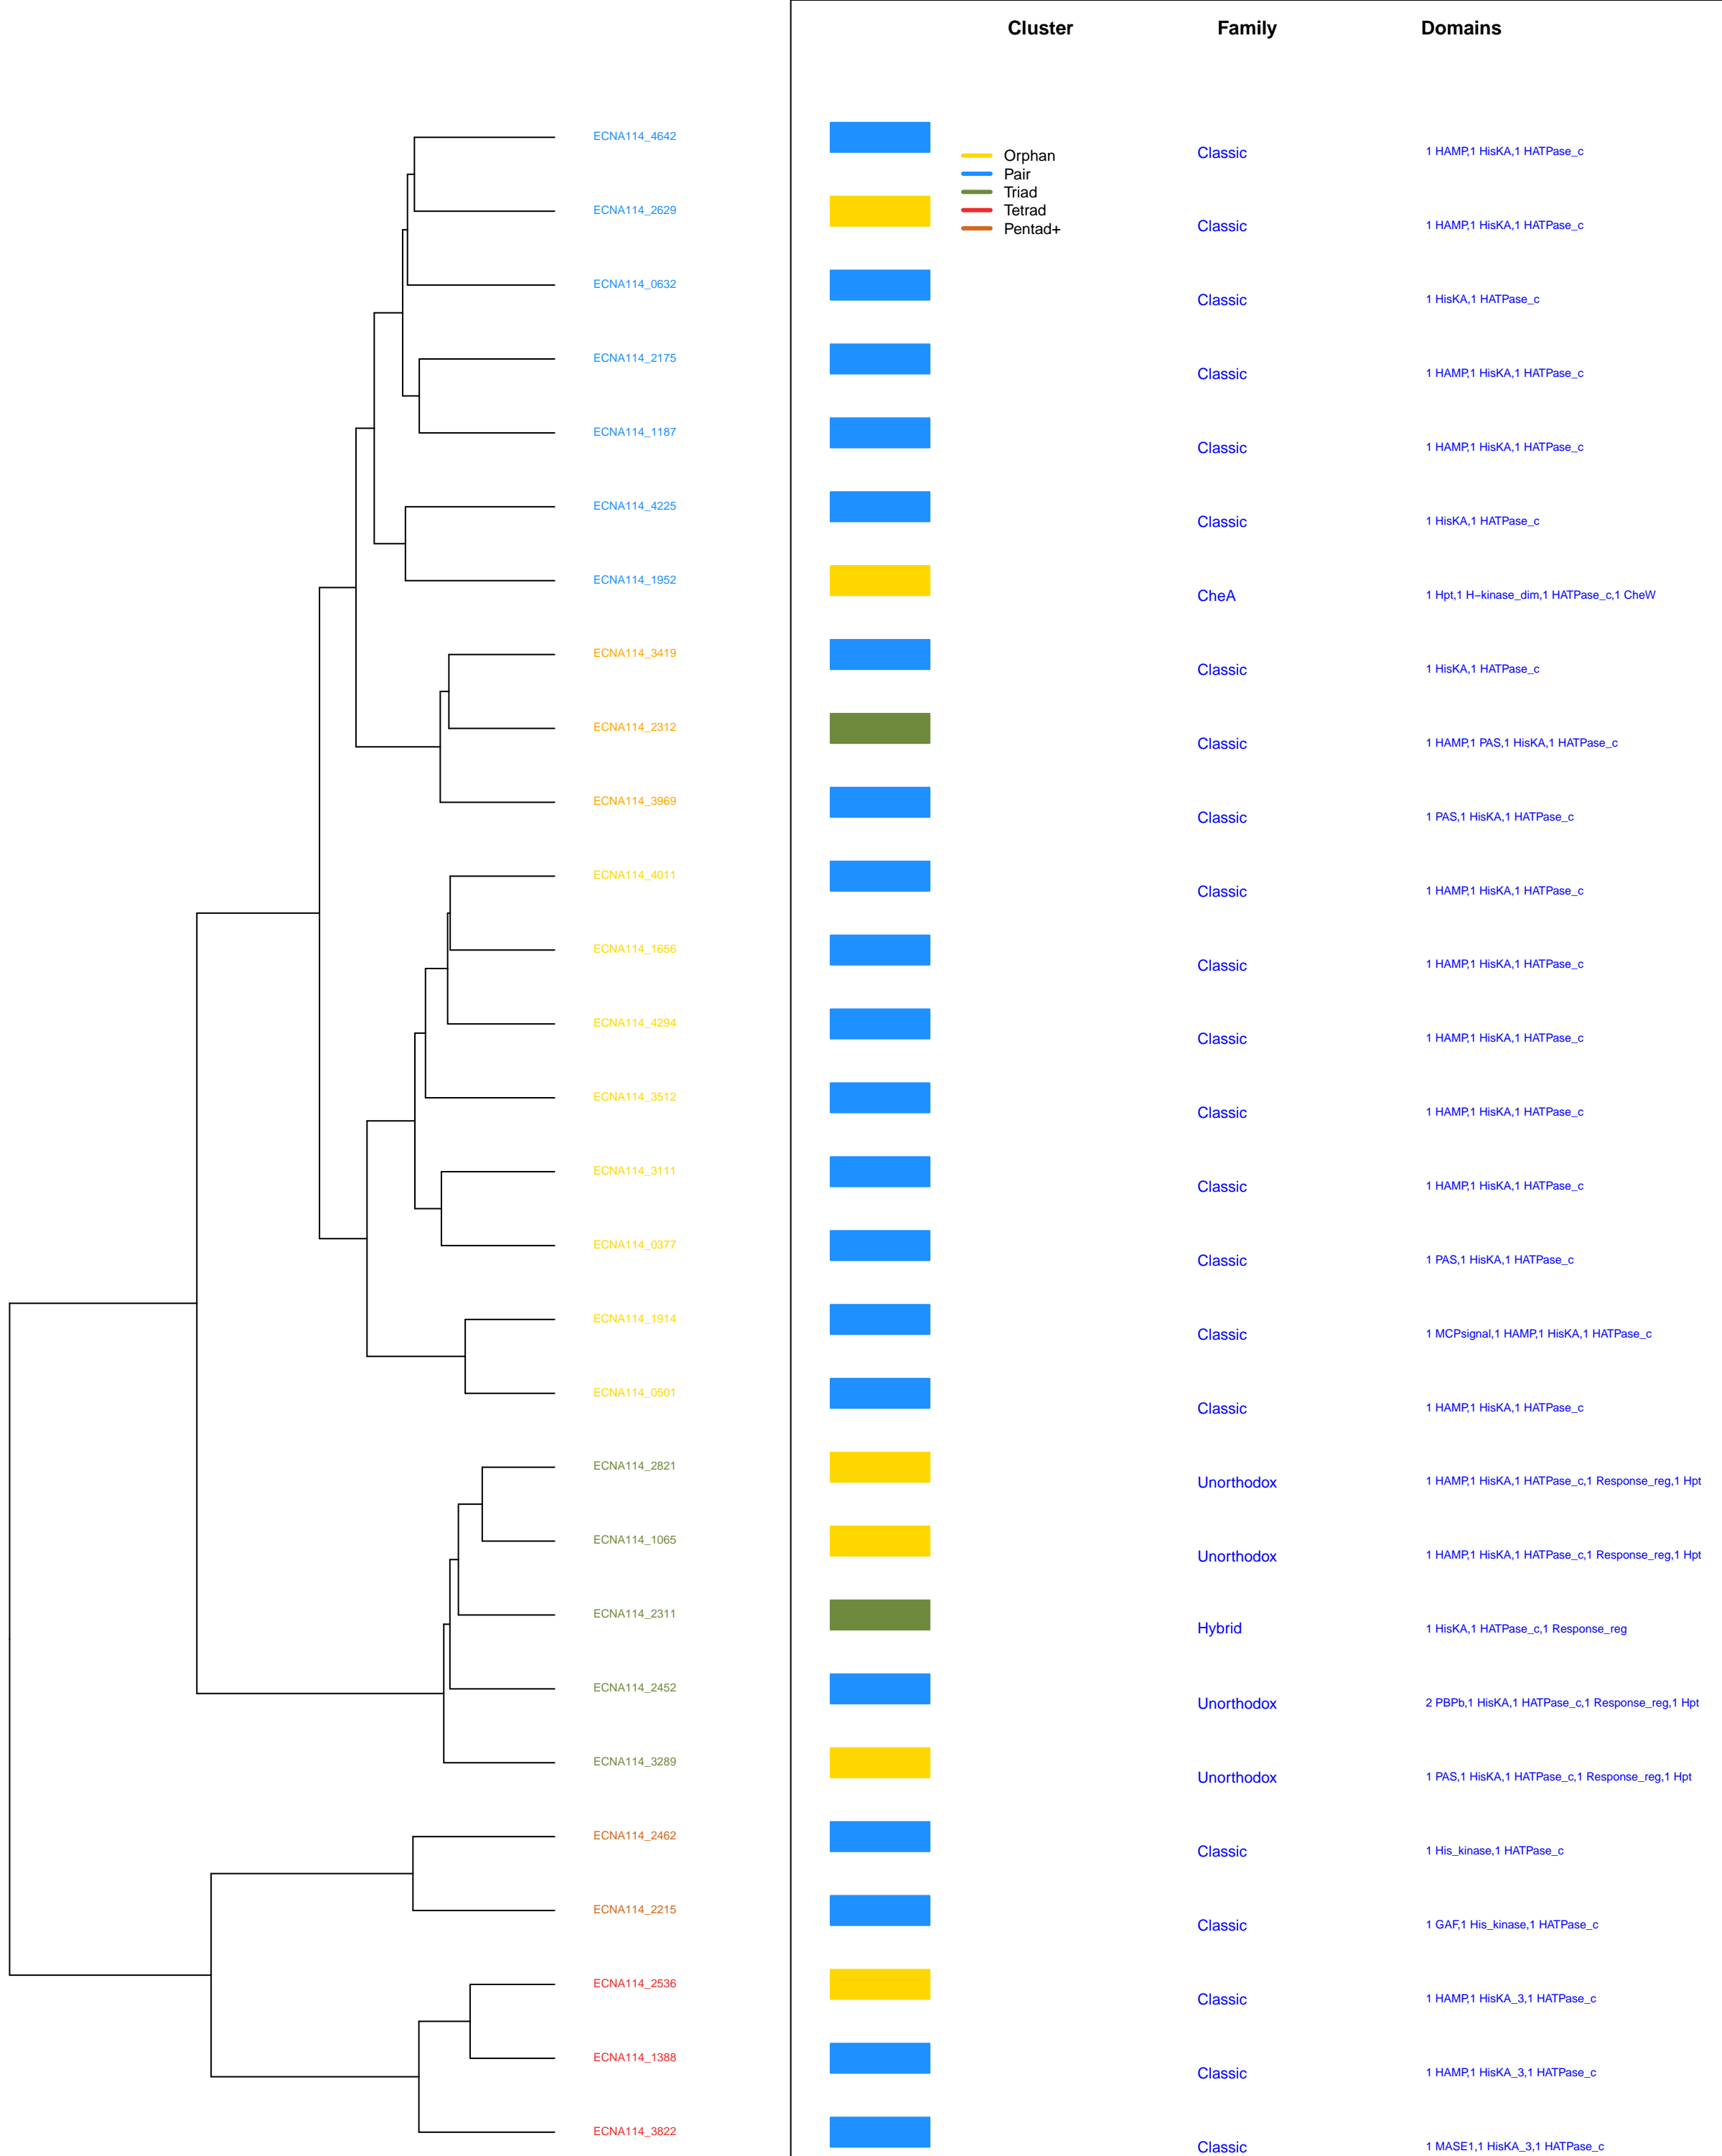 Cluster Family Domains
ECNA114_4642 Classic 1 HAMP,1 HisKA,1 HATPase_c
Orphan
Pair
Triad
Tetrad
Pentad+
ECNA114_2629 Classic 1 HAMP,1 HisKA,1 HATPase_c
ECNA114_0632 Classic 1 HisKA,1 HATPase_c
ECNA114_2175 Classic 1 HAMP,1 HisKA,1 HATPase_c
ECNA114_1187 Classic 1 HAMP,1 HisKA,1 HATPase_c
ECNA114_4225 Classic 1 HisKA,1 HATPase_c
ECNA114_1952 CheA 1 Hpt,1 H−kinase_dim,1 HATPase_c,1 CheW
ECNA114_3419 Classic 1 HisKA,1 HATPase_c
ECNA114_2312 Classic 1 HAMP,1 PAS,1 HisKA,1 HATPase_c
ECNA114_3969 Classic 1 PAS,1 HisKA,1 HATPase_c
ECNA114_4011 Classic 1 HAMP,1 HisKA,1 HATPase_c
ECNA114_1656 Classic 1 HAMP,1 HisKA,1 HATPase_c
ECNA114_4294 Classic 1 HAMP,1 HisKA,1 HATPase_c
ECNA114_3512 Classic 1 HAMP,1 HisKA,1 HATPase_c
ECNA114_3111 Classic 1 HAMP,1 HisKA,1 HATPase_c
ECNA114_0377 Classic 1 PAS,1 HisKA,1 HATPase_c
ECNA114_1914 Classic 1 MCPsignal,1 HAMP,1 HisKA,1 HATPase_c
ECNA114_0501 Classic 1 HAMP,1 HisKA,1 HATPase_c
ECNA114_2821 Unorthodox 1 HAMP,1 HisKA,1 HATPase_c,1 Response_reg,1 Hpt
ECNA114_1065 Unorthodox 1 HAMP,1 HisKA,1 HATPase_c,1 Response_reg,1 Hpt
ECNA114_2311 Hybrid 1 HisKA,1 HATPase_c,1 Response_reg
ECNA114_2452 Unorthodox 2 PBPb,1 HisKA,1 HATPase_c,1 Response_reg,1 Hpt
ECNA114_3289 Unorthodox 1 PAS,1 HisKA,1 HATPase_c,1 Response_reg,1 Hpt
ECNA114_2462 Classic 1 His_kinase,1 HATPase_c
ECNA114_2215 Classic 1 GAF,1 His_kinase,1 HATPase_c
ECNA114_2536 Classic 1 HAMP,1 HisKA_3,1 HATPase_c
ECNA114_1388 Classic 1 HAMP,1 HisKA_3,1 HATPase_c
ECNA114_3822 Classic 1 MASE1,1 HisKA_3,1 HATPase_c